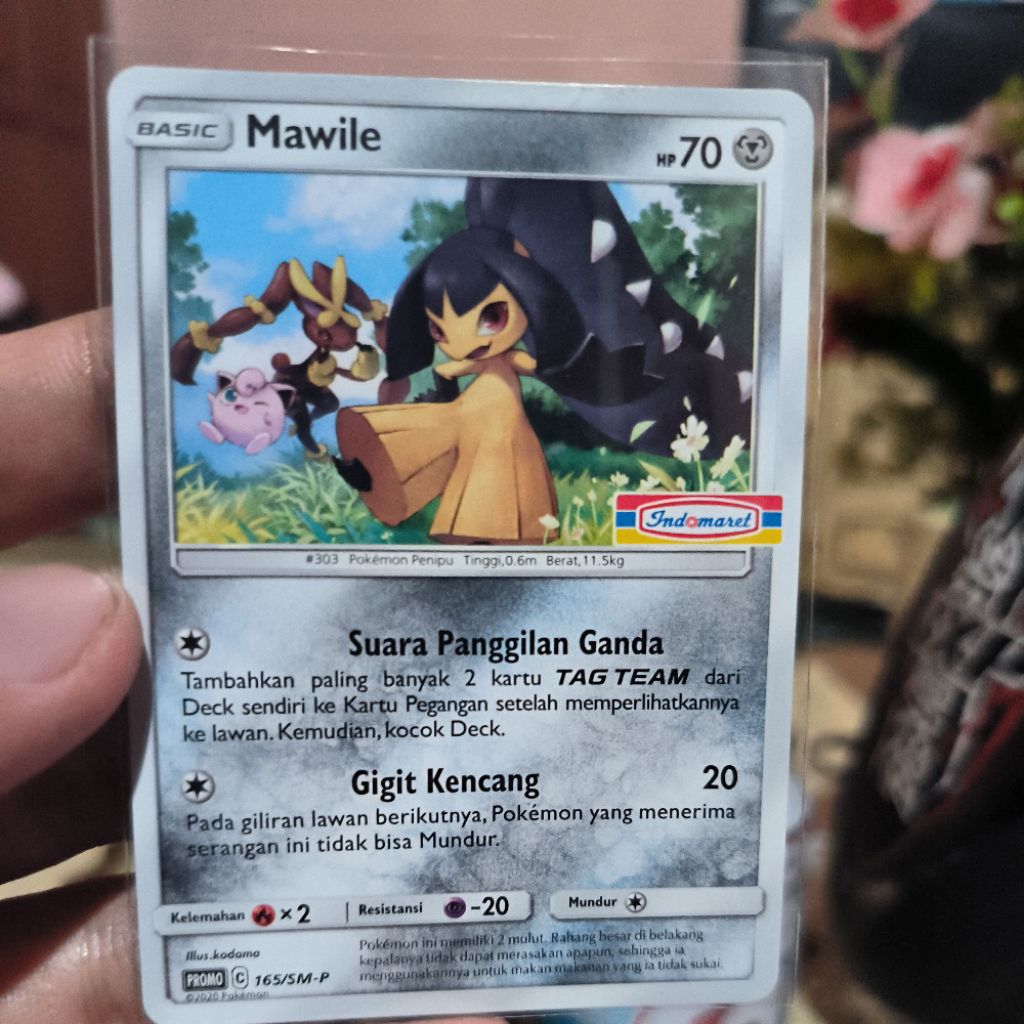 BASIC Mawile HP 70
Indomaret
#303 Pokémon Penipu Tinggi,0.6m Berat,11.5kg
Suara Panggilan Ganda
Tambahkan paling banyak 2 kartu TAG TEAM dari
Deck sendiri ke Kartu Pegangan setelah memperlihatkannya
ke lawan. Kemudian, kocok Deck.
Gigit Kencang 20
Pada giliran lawan berikutnya, Pokémon yang menerima
serangan ini tidak bisa Mundur.
Kelemahan ×2 Resistansi -20 Mundur
Illus.kodama
PROMO C 165/SM-P
©2020 Pokémon
Pokémon ini memiliki 2 mulut. Rahang besar di belakang
kepalanya tidak dapat merasakan apapun, sehingga ia
menggunakannya untuk makan makanan yang ia tidak sukai.